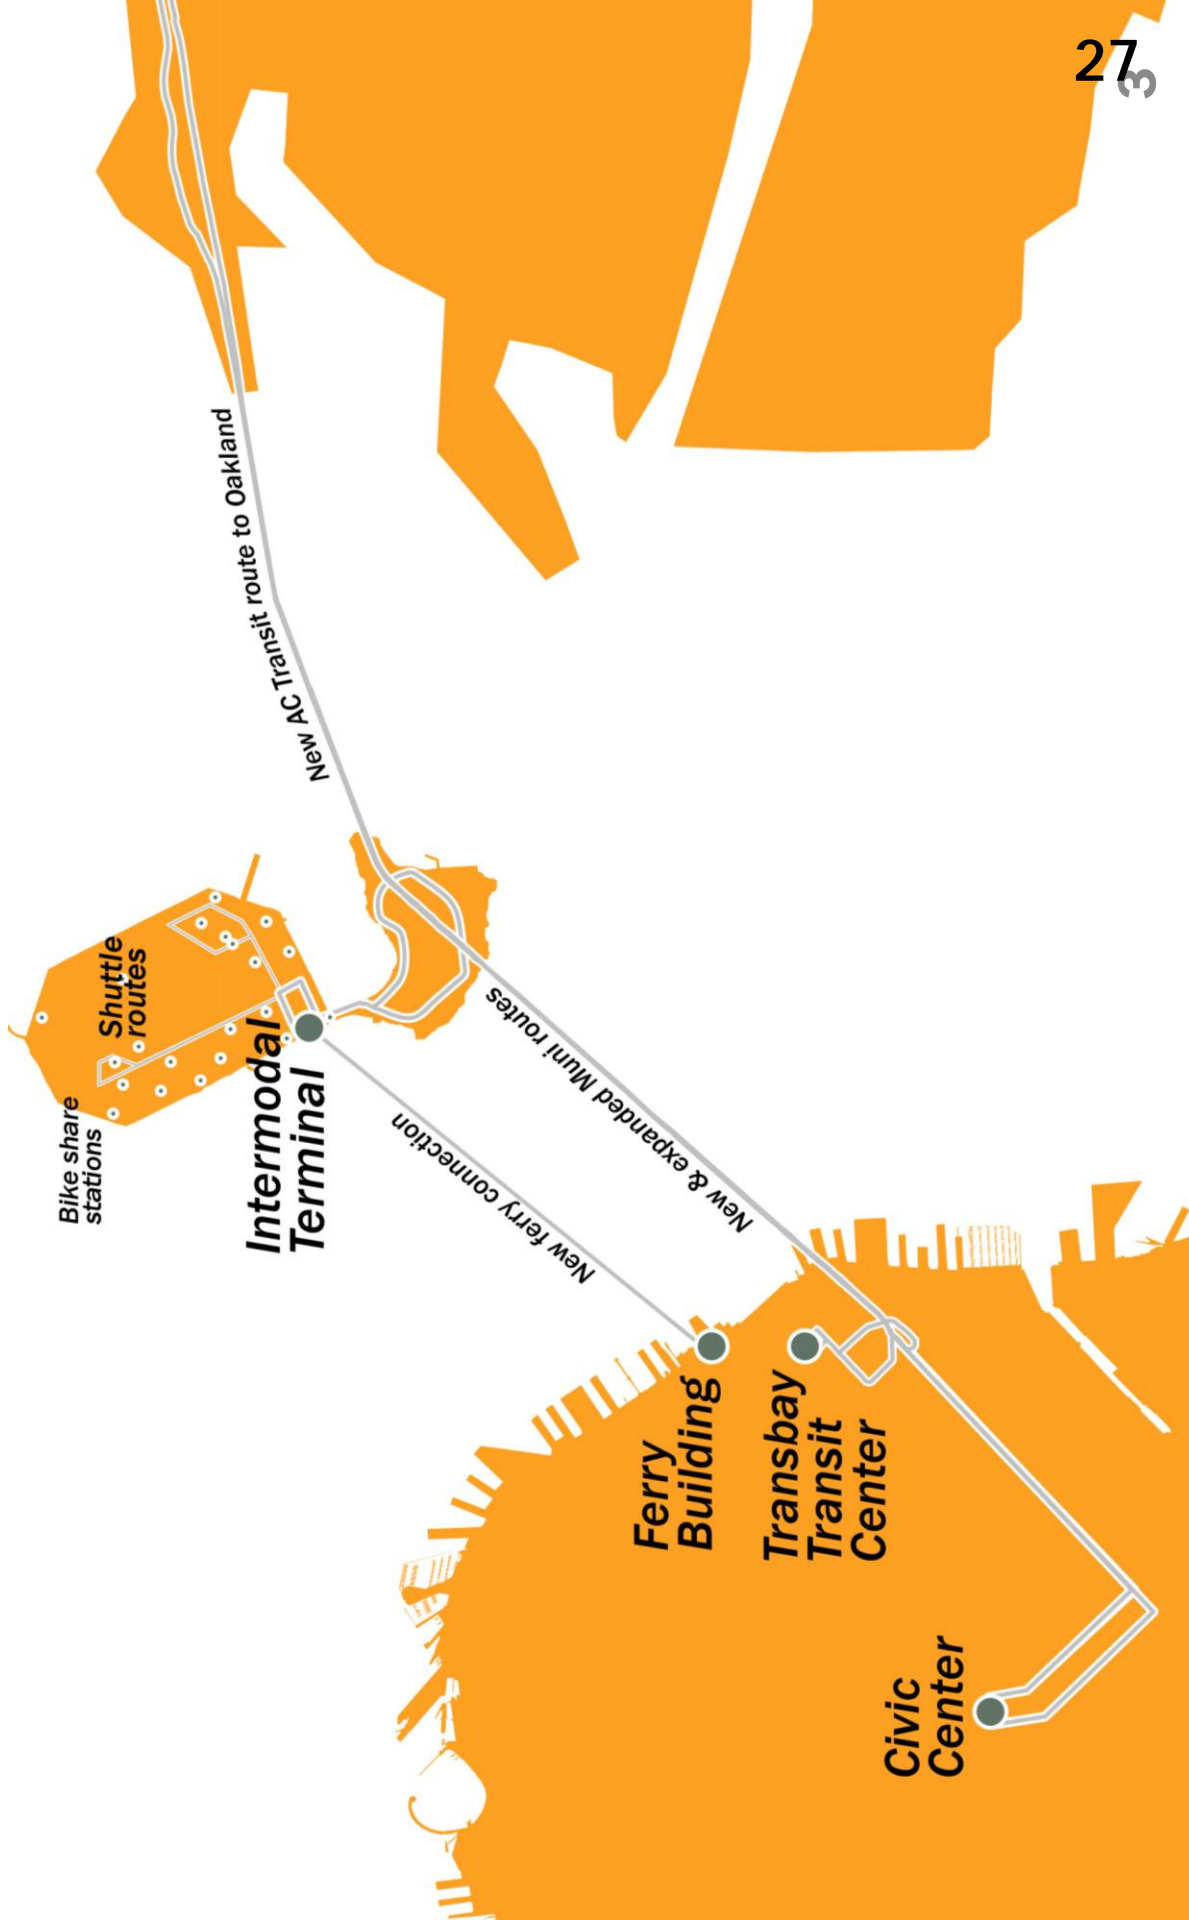 27
3
New AC Transit route to Oakland
Shuttle
routes
Bike share
stations
Intermodal
Terminal
New & expanded Muni routes
New ferry connection
Ferry
Building
Transbay
Transit
Center
Civic
Center